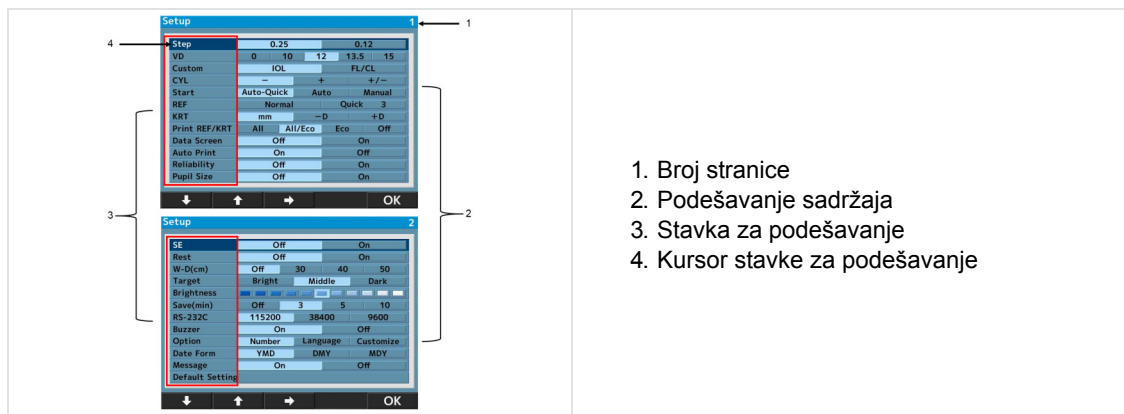 Setup 1
1
4
Step 0.25 0.12
VD 0 10 12 13.5 15
Custom IOL FL/CL
CYL − + +/−
Start Auto-Quick Auto Manual
REF Normal Quick 3
KRT mm −D +D
Print REF/KRT All All/Eco Eco Off
Data Screen Off On
Auto Print On Off
Reliability Off On
Pupil Size Off On
OK
3
2
Setup 2
SE Off On
Rest Off On
W-D(cm) Off 30 40 50
Target Bright Middle Dark
Brightness
Save(min) Off 3 5 10
RS-232C 115200 38400 9600
Buzzer On Off
Option Number Language Customize
Date Form YMD DMY MDY
Message On Off
Default Setting
OK
1. Broj stranice
2. Podešavanje sadržaja
3. Stavka za podešavanje
4. Kursor stavke za podešavanje